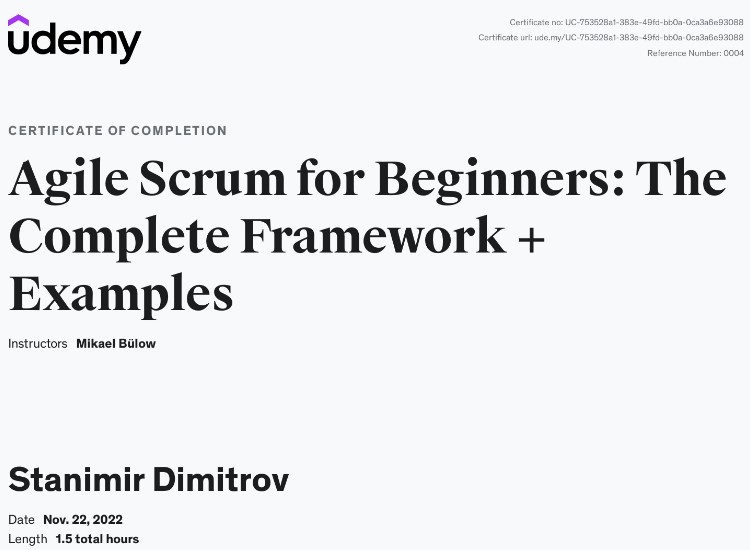 udemy
Certificate no: UC-753528a1-383e-49fd-bb0a-0ca3a6e93088
Certificate url: ude.my/UC-753528a1-383e-49fd-bb0a-0ca3a6e93088
Reference Number: 0004
CERTIFICATE OF COMPLETION
Agile Scrum for Beginners: The
Complete Framework +
Examples
Instructors Mikael Bülow
Stanimir Dimitrov
Date Nov. 22, 2022
Length 1.5 total hours